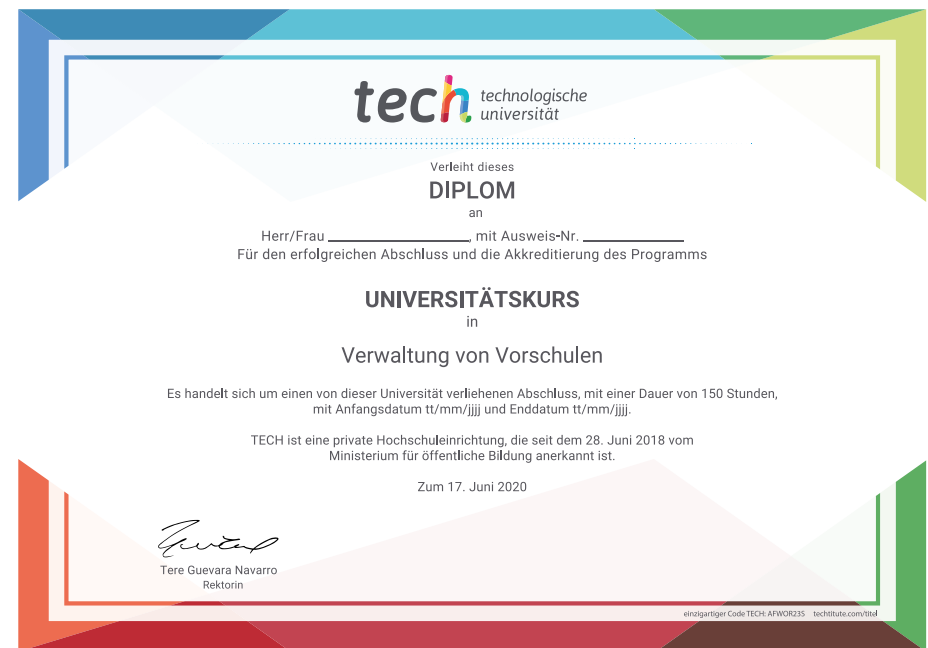 tech technologische
universität
Verleiht dieses
DIPLOM
an
Herr/Frau ____________________, mit Ausweis-Nr. ______________
Für den erfolgreichen Abschluss und die Akkreditierung des Programms
UNIVERSITÄTSKURS
in
Verwaltung von Vorschulen
Es handelt sich um einen von dieser Universität verliehenen Abschluss, mit einer Dauer von 150 Stunden,
mit Anfangsdatum tt/mm/jjjj und Enddatum tt/mm/jjjj.
TECH ist eine private Hochschuleinrichtung, die seit dem 28. Juni 2018 vom
Ministerium für öffentliche Bildung anerkannt ist.
Zum 17. Juni 2020
Tere Guevara Navarro
Rektorin
einzigartiger Code TECH: AFWOR23S techtitute.com/titel